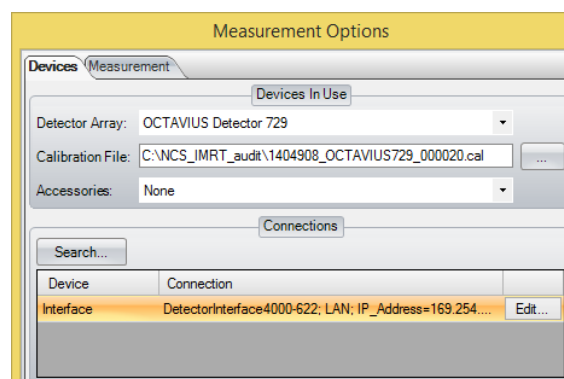 Measurement Options
Devices Measurement
Devices In Use
Detector Array: OCTAVIUS Detector 729
Calibration File: C:\NCS_IMRT_audit\1404908_OCTAVIUS729_000020.cal ...
Accessories: None
Connections
Search...
Device Connection
Interface DetectorInterface4000-622; LAN; IP_Address=169.254.... Edit...